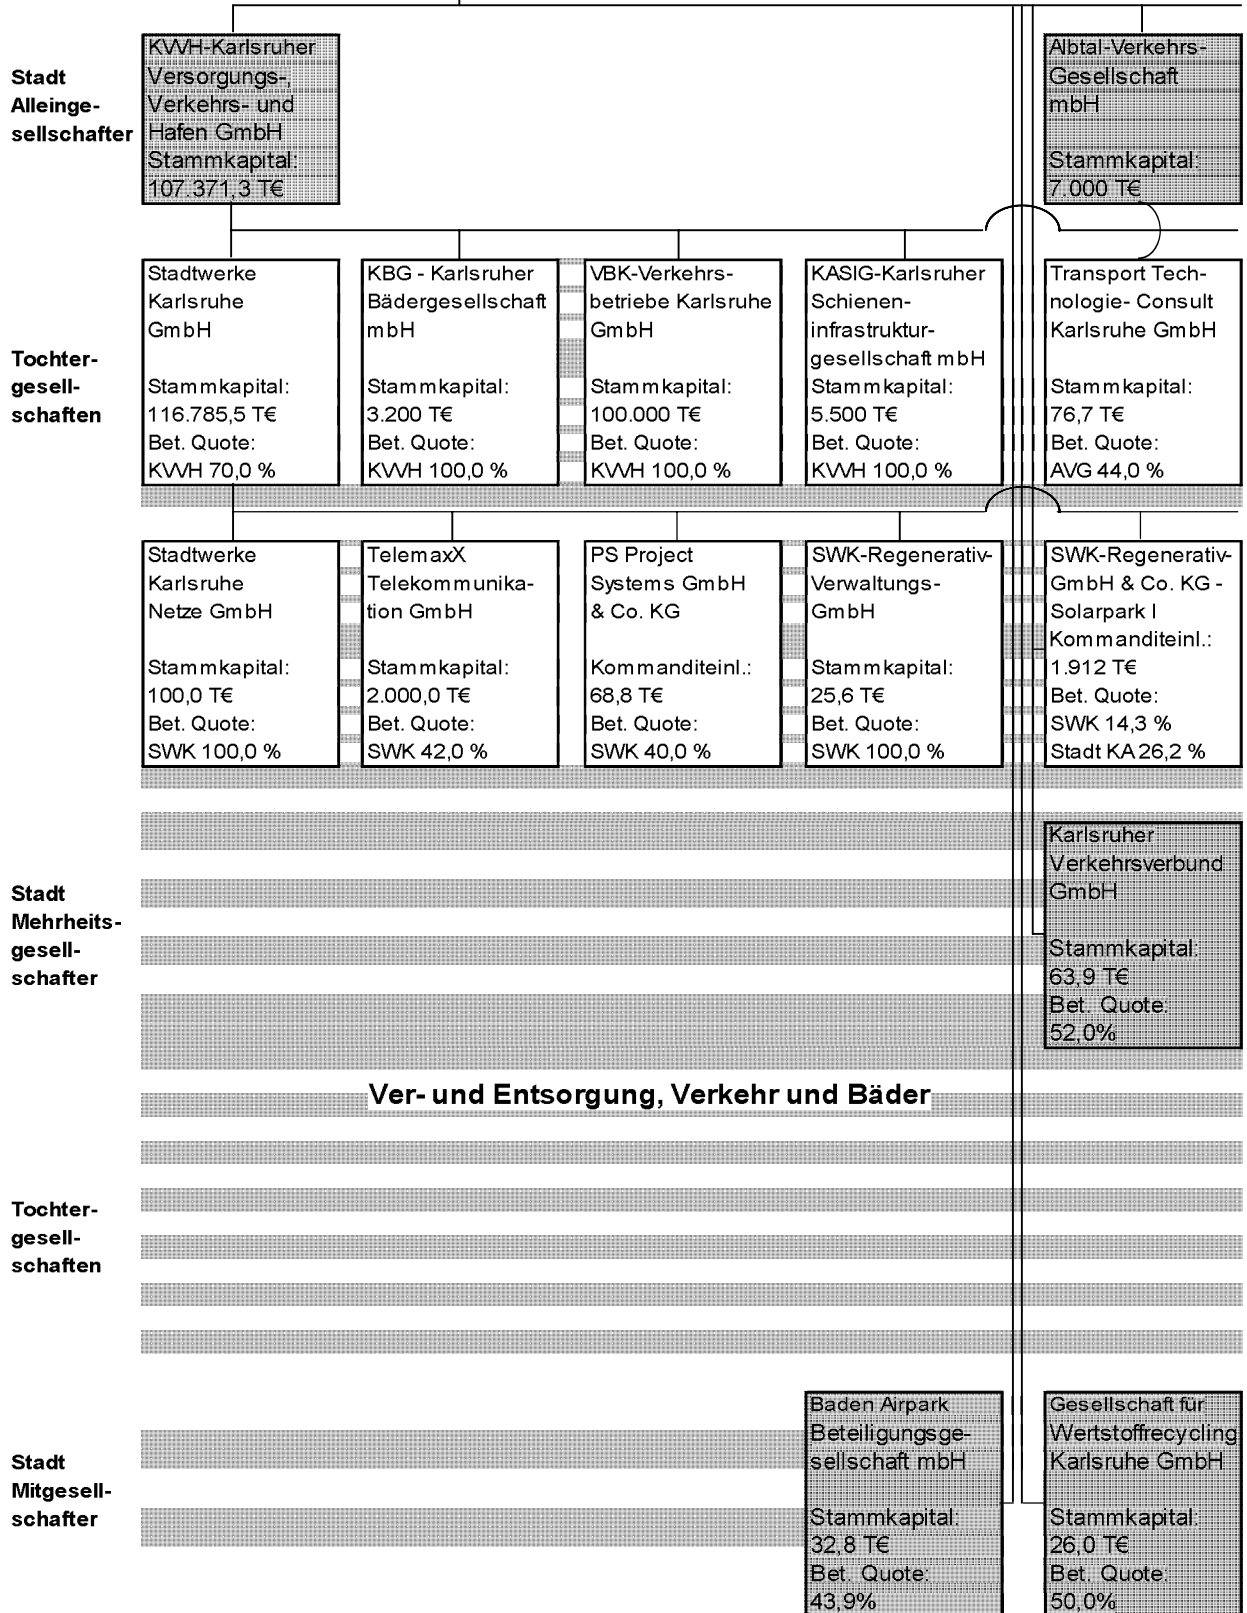 Stadt
Alleinge-
sellschafter
KVVH-Karlsruher
Versorgungs-,
Verkehrs- und
Hafen GmbH
Stammkapital:
107.371,3 T€
Albtal-Verkehrs-
Gesellschaft
mbH
Stammkapital:
7.000 T€
Tochter-
gesell-
schaften
Stadtwerke
Karlsruhe
GmbH
Stammkapital:
116.785,5 T€
Bet. Quote:
KVVH 70,0 %
KBG - Karlsruher
Bädergesellschaft
mbH
Stammkapital:
3.200 T€
Bet. Quote:
KVVH 100,0 %
VBK-Verkehrs-
betriebe Karlsruhe
GmbH
Stammkapital:
100.000 T€
Bet. Quote:
KVVH 100,0 %
KASIG-Karlsruher
Schienen-
infrastruktur-
gesellschaft mbH
Stammkapital:
5.500 T€
Bet. Quote:
KVVH 100,0 %
Transport Tech-
nologie- Consult
Karlsruhe GmbH
Stammkapital:
76,7 T€
Bet. Quote:
AVG 44,0 %
Stadtwerke
Karlsruhe
Netze GmbH
Stammkapital:
100,0 T€
Bet. Quote:
SWK 100,0 %
TelemaxX
Telekommunika-
tion GmbH
Stammkapital:
2.000,0 T€
Bet. Quote:
SWK 42,0 %
PS Project
Systems GmbH
& Co. KG
Kommanditeinl.:
68,8 T€
Bet. Quote:
SWK 40,0 %
SWK-Regenerativ-
Verwaltungs-
GmbH
Stammkapital:
25,6 T€
Bet. Quote:
SWK 100,0 %
SWK-Regenerativ-
GmbH & Co. KG -
Solarpark I
Kommanditeinl.:
1.912 T€
Bet. Quote:
SWK 14,3 %
Stadt KA 26,2 %
Stadt
Mehrheits-
gesell-
schafter
Karlsruher
Verkehrsverbund
GmbH
Stammkapital:
63,9 T€
Bet. Quote:
52,0%
Ver- und Entsorgung, Verkehr und Bäder
Tochter-
gesell-
schaften
Stadt
Mitgesell-
schafter
Baden Airpark
Beteiligungsge-
sellschaft mbH
Stammkapital:
32,8 T€
Bet. Quote:
43,9%
Gesellschaft für
Wertstoffrecycling
Karlsruhe GmbH
Stammkapital:
26,0 T€
Bet. Quote:
50,0%